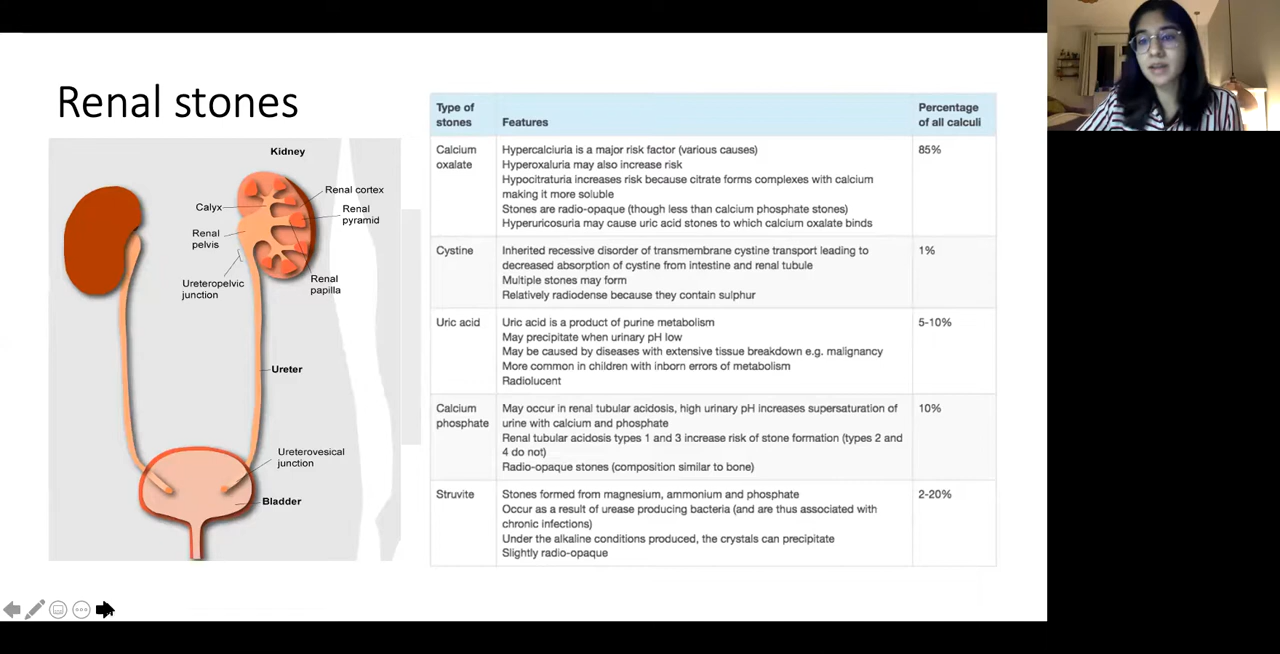 Renal stones
Kidney
Renal cortex
Calyx
Renal
pyramid
Renal
pelvis
Ureteropelvic
junction
Renal
papilla
Ureter
Ureterovesical
junction
Bladder
Type of
stones
Features
Percentage
of all calculi
Calcium
oxalate
Hypercalciuria is a major risk factor (various causes)
Hyperoxaluria may also increase risk
Hypocitraturia increases risk because citrate forms complexes with calcium
making it more soluble
Stones are radio-opaque (though less than calcium phosphate stones)
Hyperuricosuria may cause uric acid stones to which calcium oxalate binds
85%
Cystine
Inherited recessive disorder of transmembrane cystine transport leading to
decreased absorption of cystine from intestine and renal tubule
Multiple stones may form
Relatively radiodense because they contain sulphur
1%
Uric acid
Uric acid is a product of purine metabolism
May precipitate when urinary pH low
May be caused by diseases with extensive tissue breakdown e.g. malignancy
More common in children with inborn errors of metabolism
Radiolucent
5-10%
Calcium
phosphate
May occur in renal tubular acidosis, high urinary pH increases supersaturation of
urine with calcium and phosphate
Renal tubular acidosis types 1 and 3 increase risk of stone formation (types 2 and
4 do not)
Radio-opaque stones (composition similar to bone)
10%
Struvite
Stones formed from magnesium, ammonium and phosphate
Occur as a result of urease producing bacteria (and are thus associated with
chronic infections)
Under the alkaline conditions produced, the crystals can precipitate
Slightly radio-opaque
2-20%